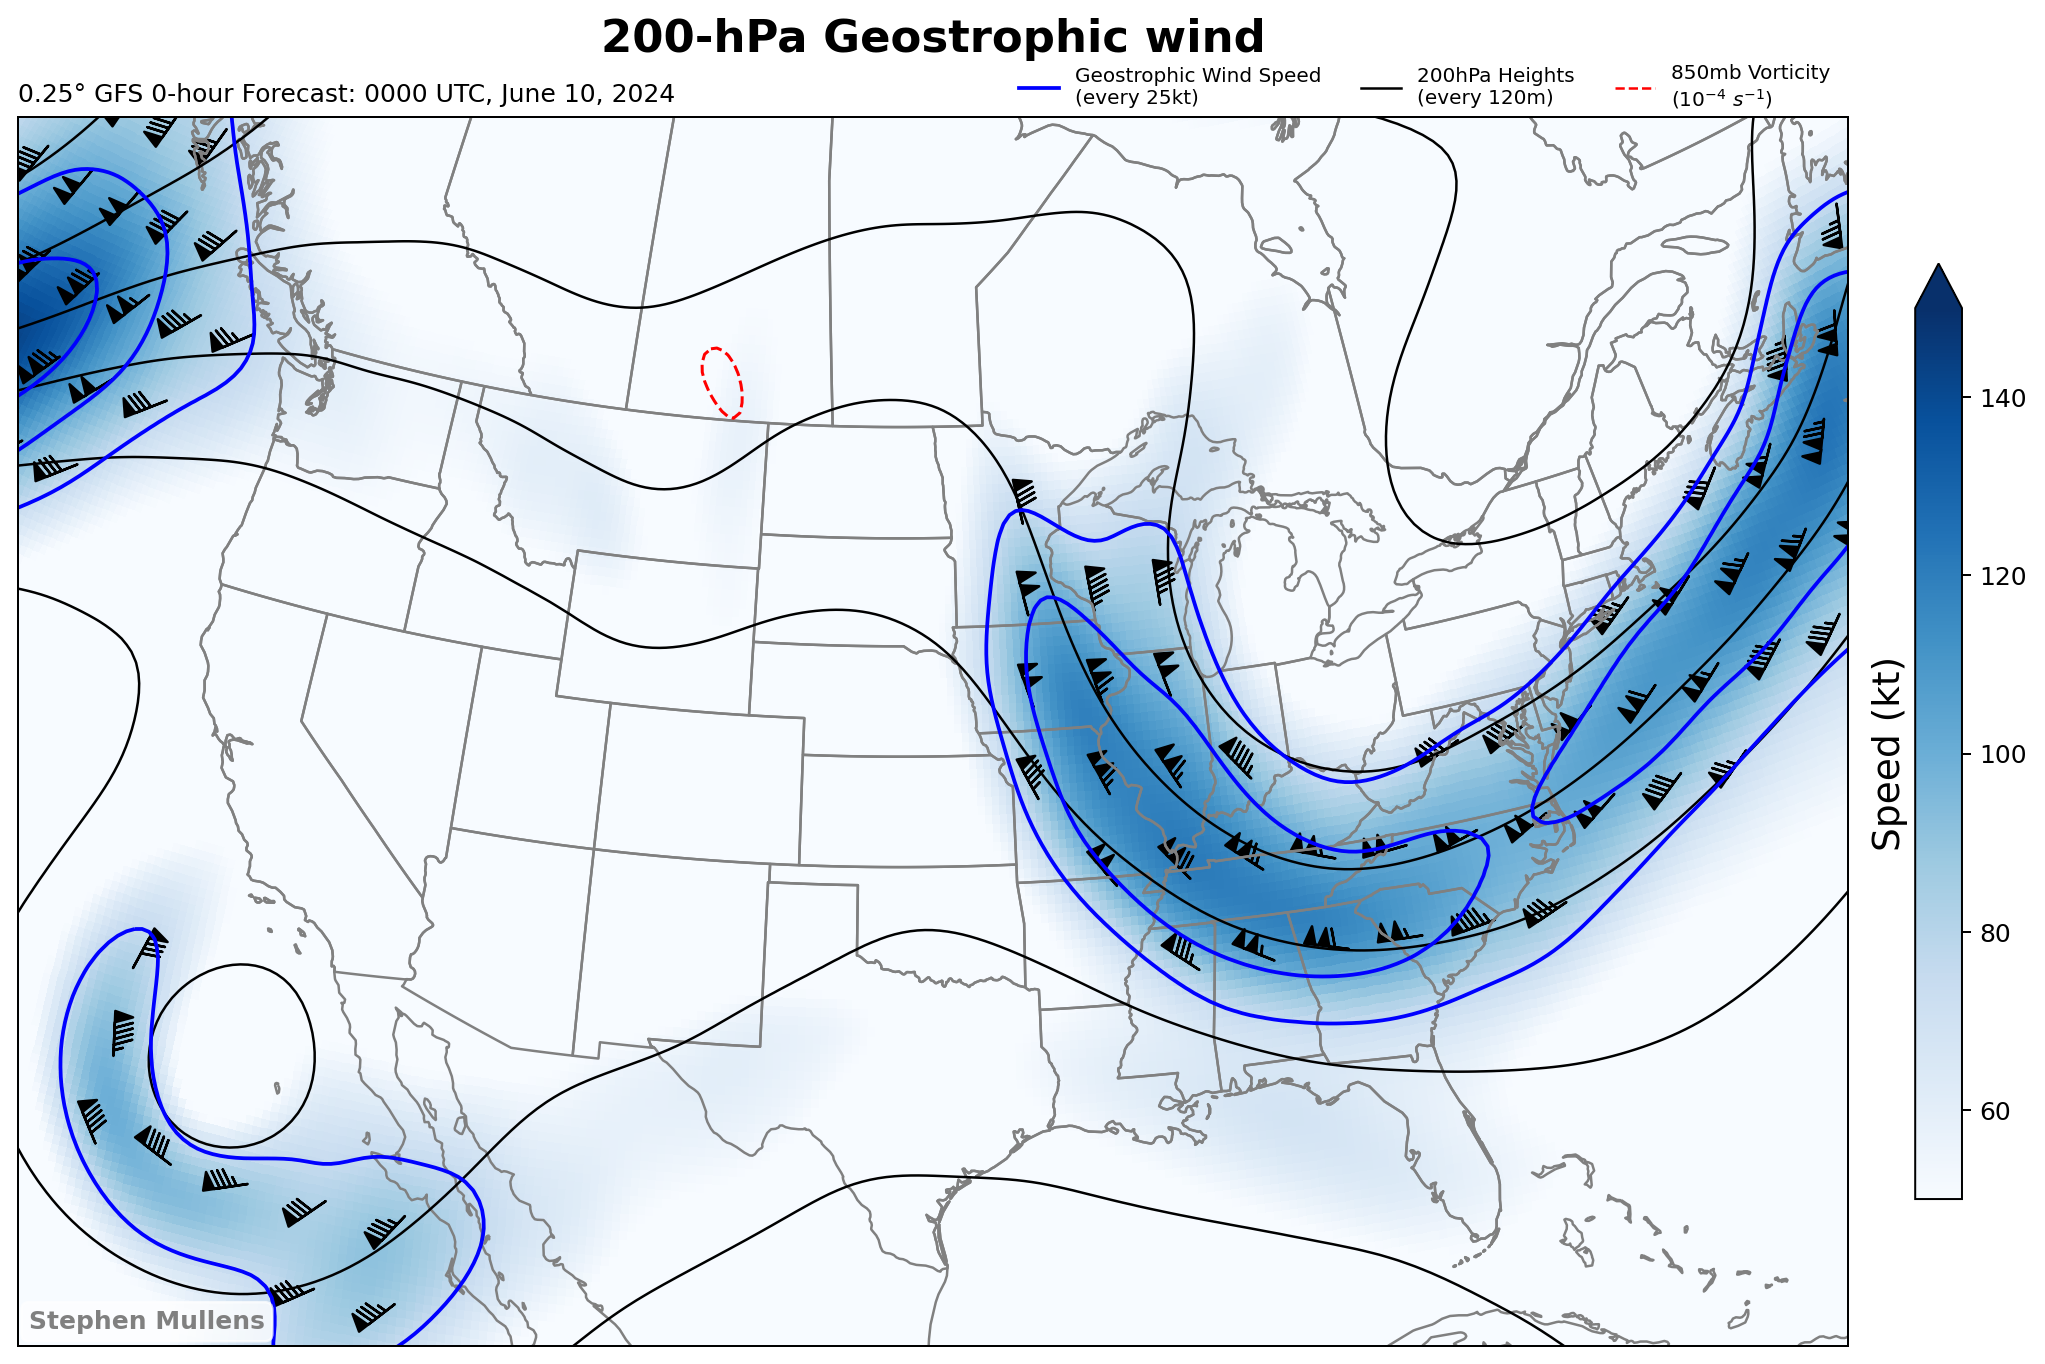 200-hPa Geostrophic wind
0.25° GFS 0-hour Forecast: 0000 UTC, June 10, 2024
Geostrophic Wind Speed
(every 25kt)
200hPa Heights
(every 120m)
850mb Vorticity
(10⁻⁴ s⁻¹)
140
120
100
80
60
Speed (kt)
Stephen Mullens